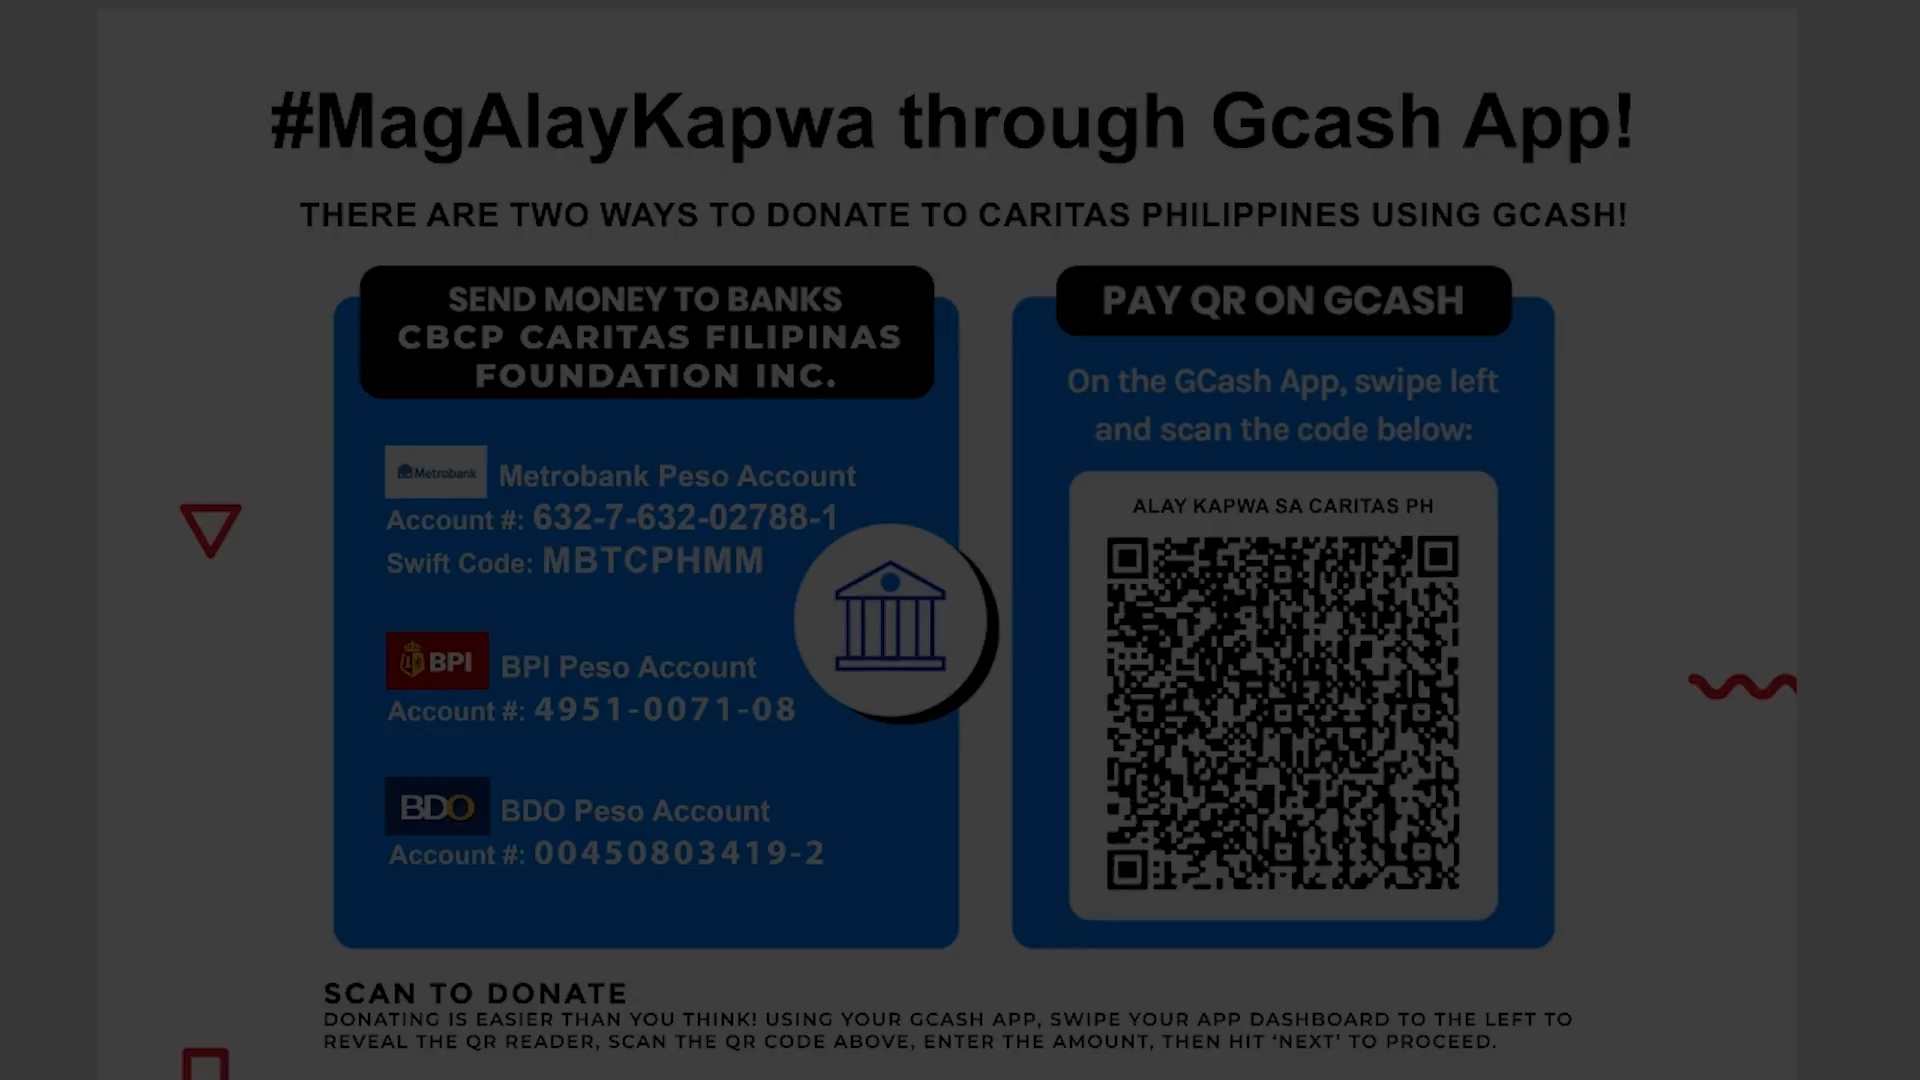 #MagAlayKapwa through Gcash App!
THERE ARE TWO WAYS TO DONATE TO CARITAS PHILIPPINES USING GCASH!
SEND MONEY TO BANKS
CBCP CARITAS FILIPINAS
FOUNDATION INC.
Metrobank Metrobank Peso Account
Account #: 632-7-632-02788-1
Swift Code: MBTCPHMM
BPI BPI Peso Account
Account #: 4951-0071-08
BDO BDO Peso Account
Account #: 00450803419-2
PAY QR ON GCASH
On the GCash App, swipe left
and scan the code below:
ALAY KAPWA SA CARITAS PH
SCAN TO DONATE
DONATING IS EASIER THAN YOU THINK! USING YOUR GCASH APP, SWIPE YOUR APP DASHBOARD TO THE LEFT TO
REVEAL THE QR READER, SCAN THE QR CODE ABOVE, ENTER THE AMOUNT, THEN HIT ‘NEXT’ TO PROCEED.